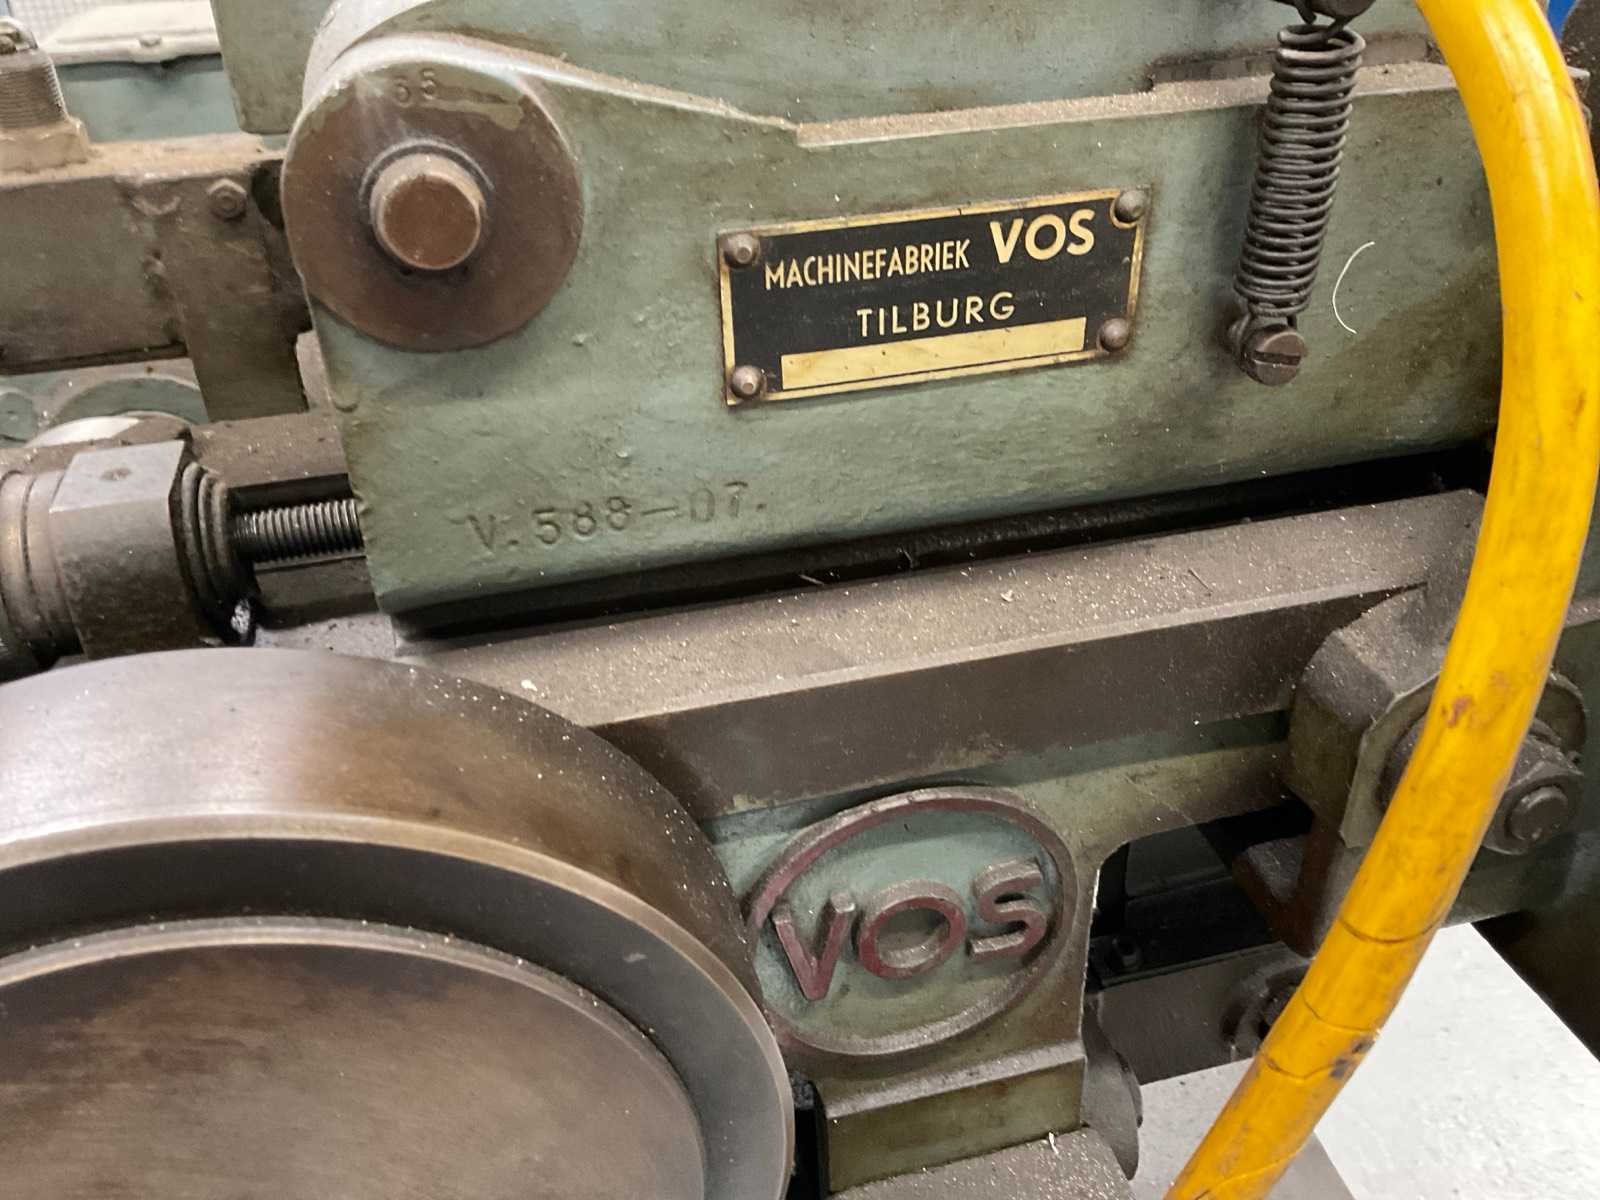 55
MACHINEFABRIEK VOS
TILBURG
V. 588-07.
VOS